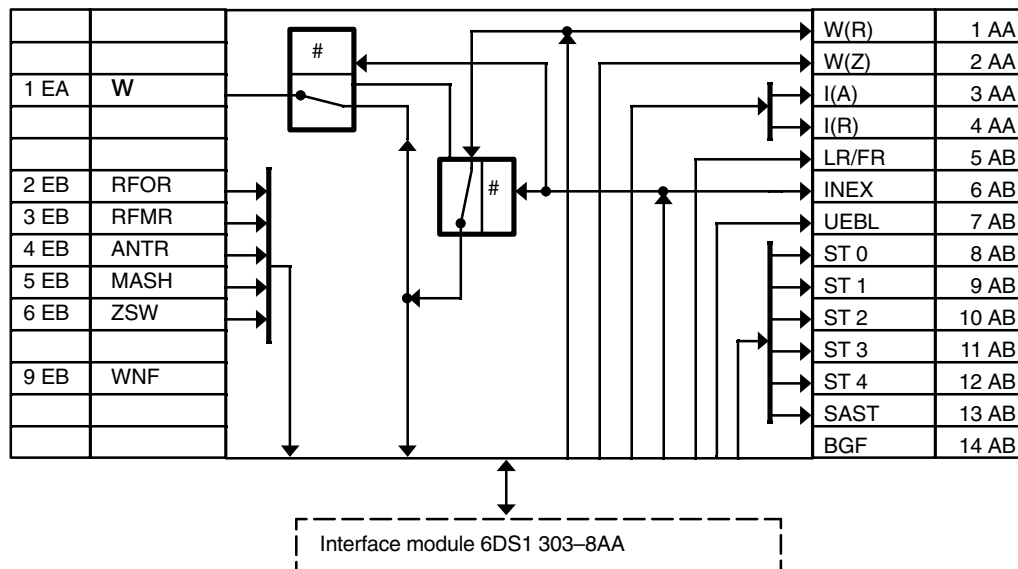 W(R) 1 AA
# W(Z) 2 AA
1 EA W I(A) 3 AA
I(R) 4 AA
LR/FR 5 AB
2 EB RFOR # INEX 6 AB
3 EB RFMR UEBL 7 AB
4 EB ANTR ST 0 8 AB
5 EB MASH ST 1 9 AB
6 EB ZSW ST 2 10 AB
ST 3 11 AB
9 EB WNF ST 4 12 AB
SAST 13 AB
BGF 14 AB
Interface module 6DS1 303–8AA